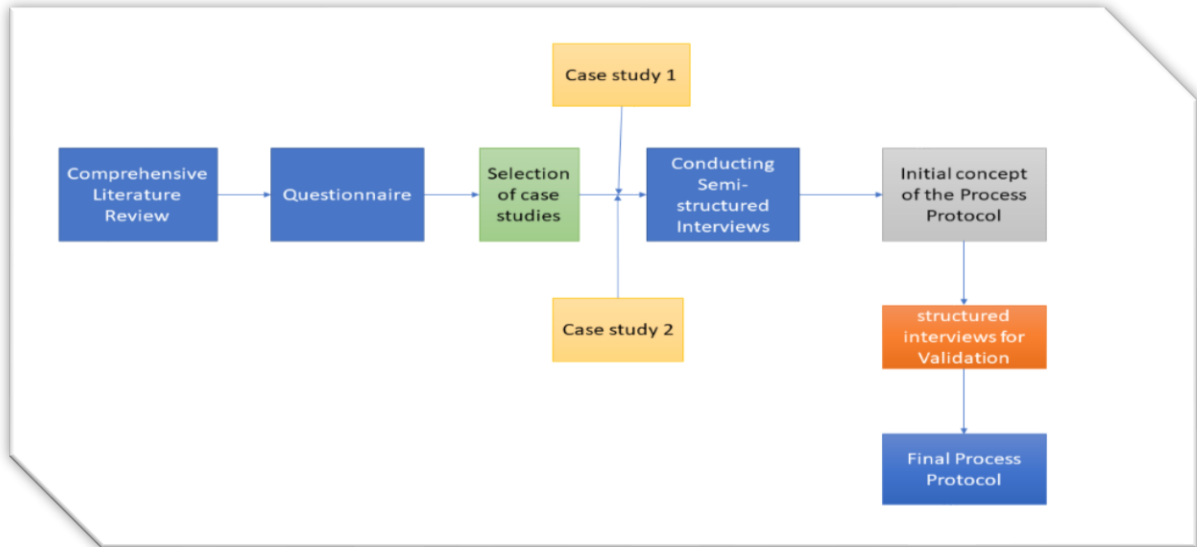 Case study 1
Comprehensive
Literature
Review
Questionnaire
Selection
of case
studies
Conducting
Semi-
structured
Interviews
Initial concept
of the Process
Protocol
Case study 2
structured
interviews for
Validation
Final Process
Protocol